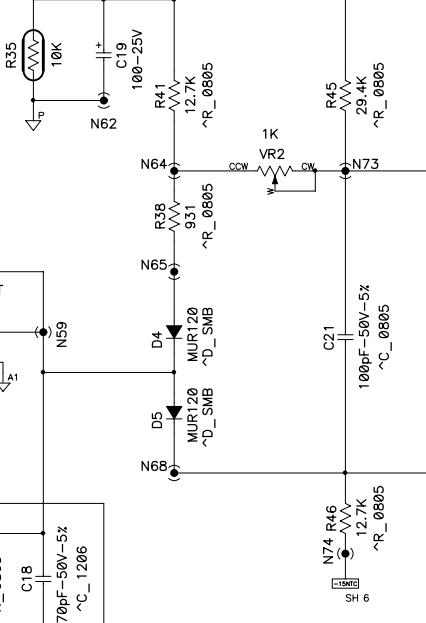 R35
10K
+
C19
100-25V
N62
P
R41
12.7K
^R_0805
R45
29.4K
^R_0805
1K
VR2
N64
CCW
CW
W
N73
R38
931
^R_0805
N65
N59
A1
D4
MUR120
^D_SMB
C21
100pF-50V-5%
^C_0805
D5
MUR120
^D_SMB
N68
R46
12.7K
^R_0805
N74
-15NTC
SH 6
C18
70pF-50V-5%
^C_1206